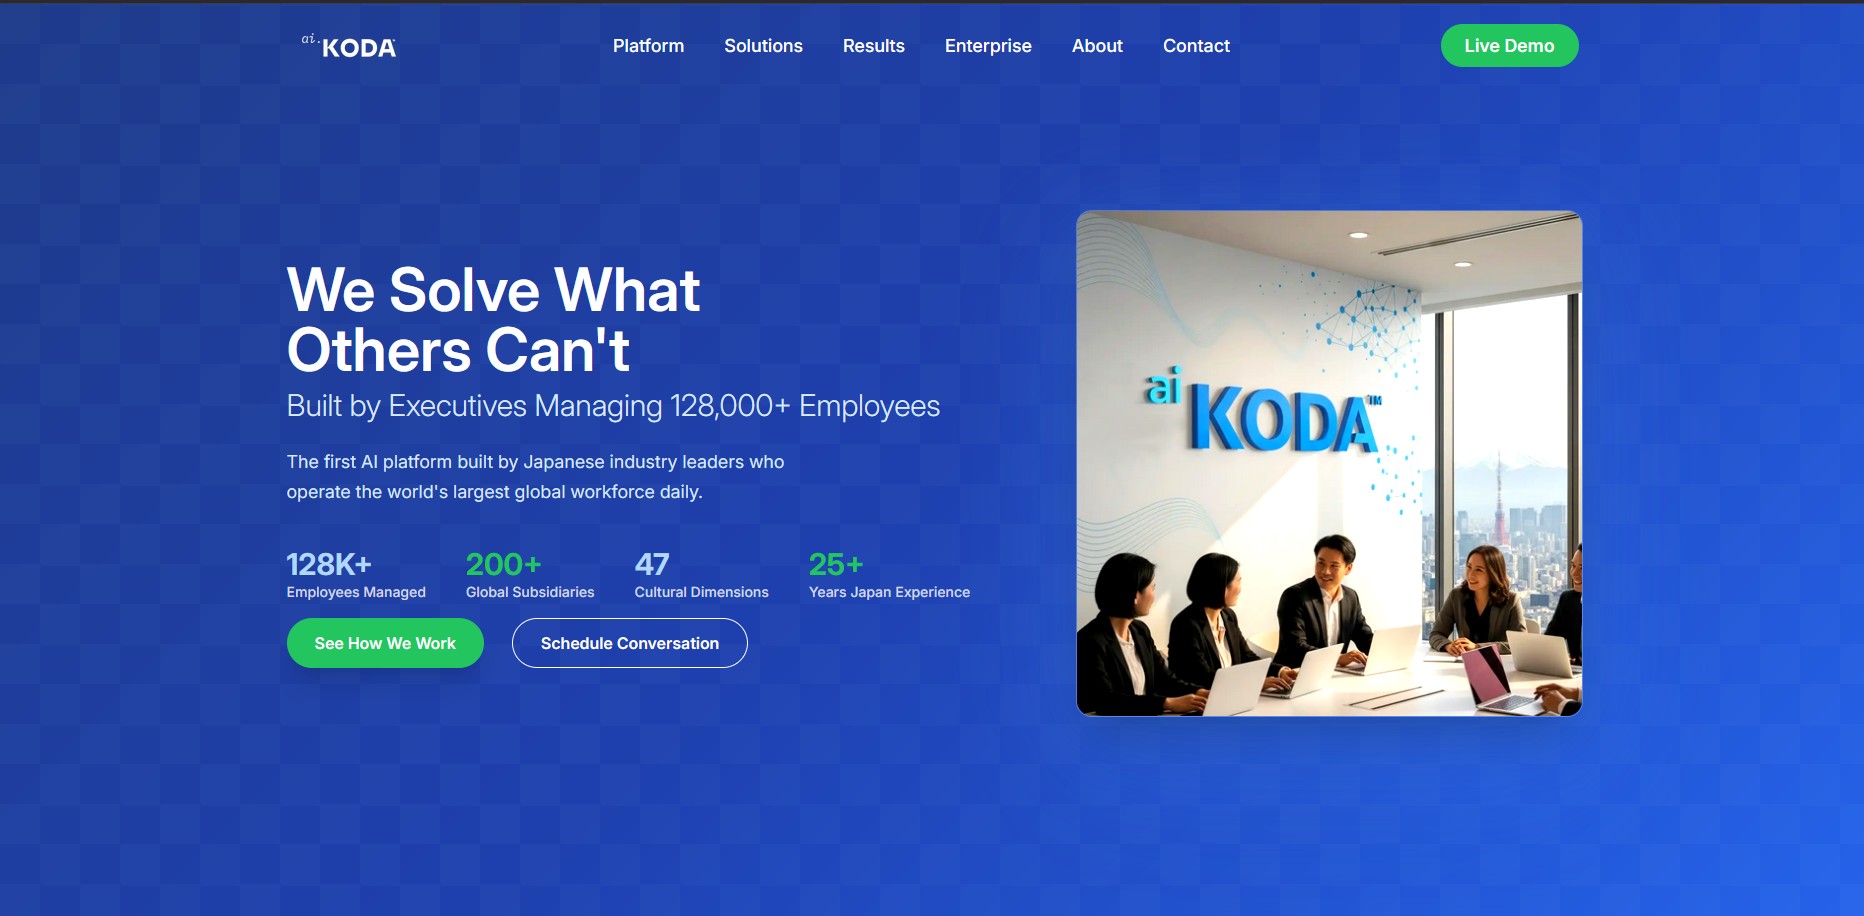 ai.KODA
Platform
Solutions
Results
Enterprise
About
Contact
Live Demo
We Solve What
Others Can't
Built by Executives Managing 128,000+ Employees
The first AI platform built by Japanese industry leaders who
operate the world's largest global workforce daily.
128K+
Employees Managed
200+
Global Subsidiaries
47
Cultural Dimensions
25+
Years Japan Experience
See How We Work
Schedule Conversation
ai KODA™